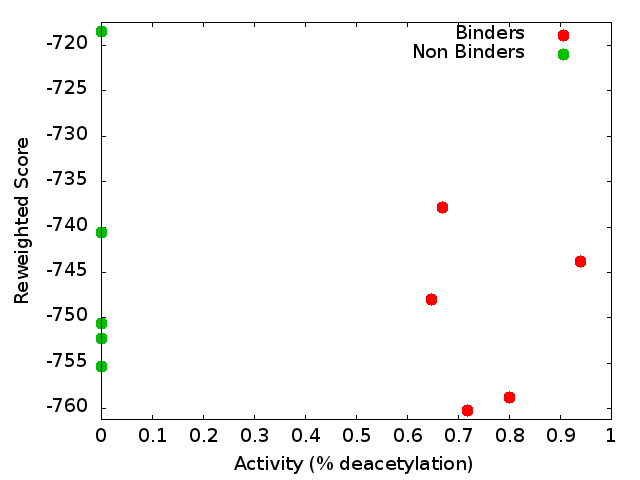 Binders
Non Binders
-720
-725
-730
-735
-740
-745
-750
-755
-760
Reweighted Score
0 0.1 0.2 0.3 0.4 0.5 0.6 0.7 0.8 0.9 1
Activity (% deacetylation)